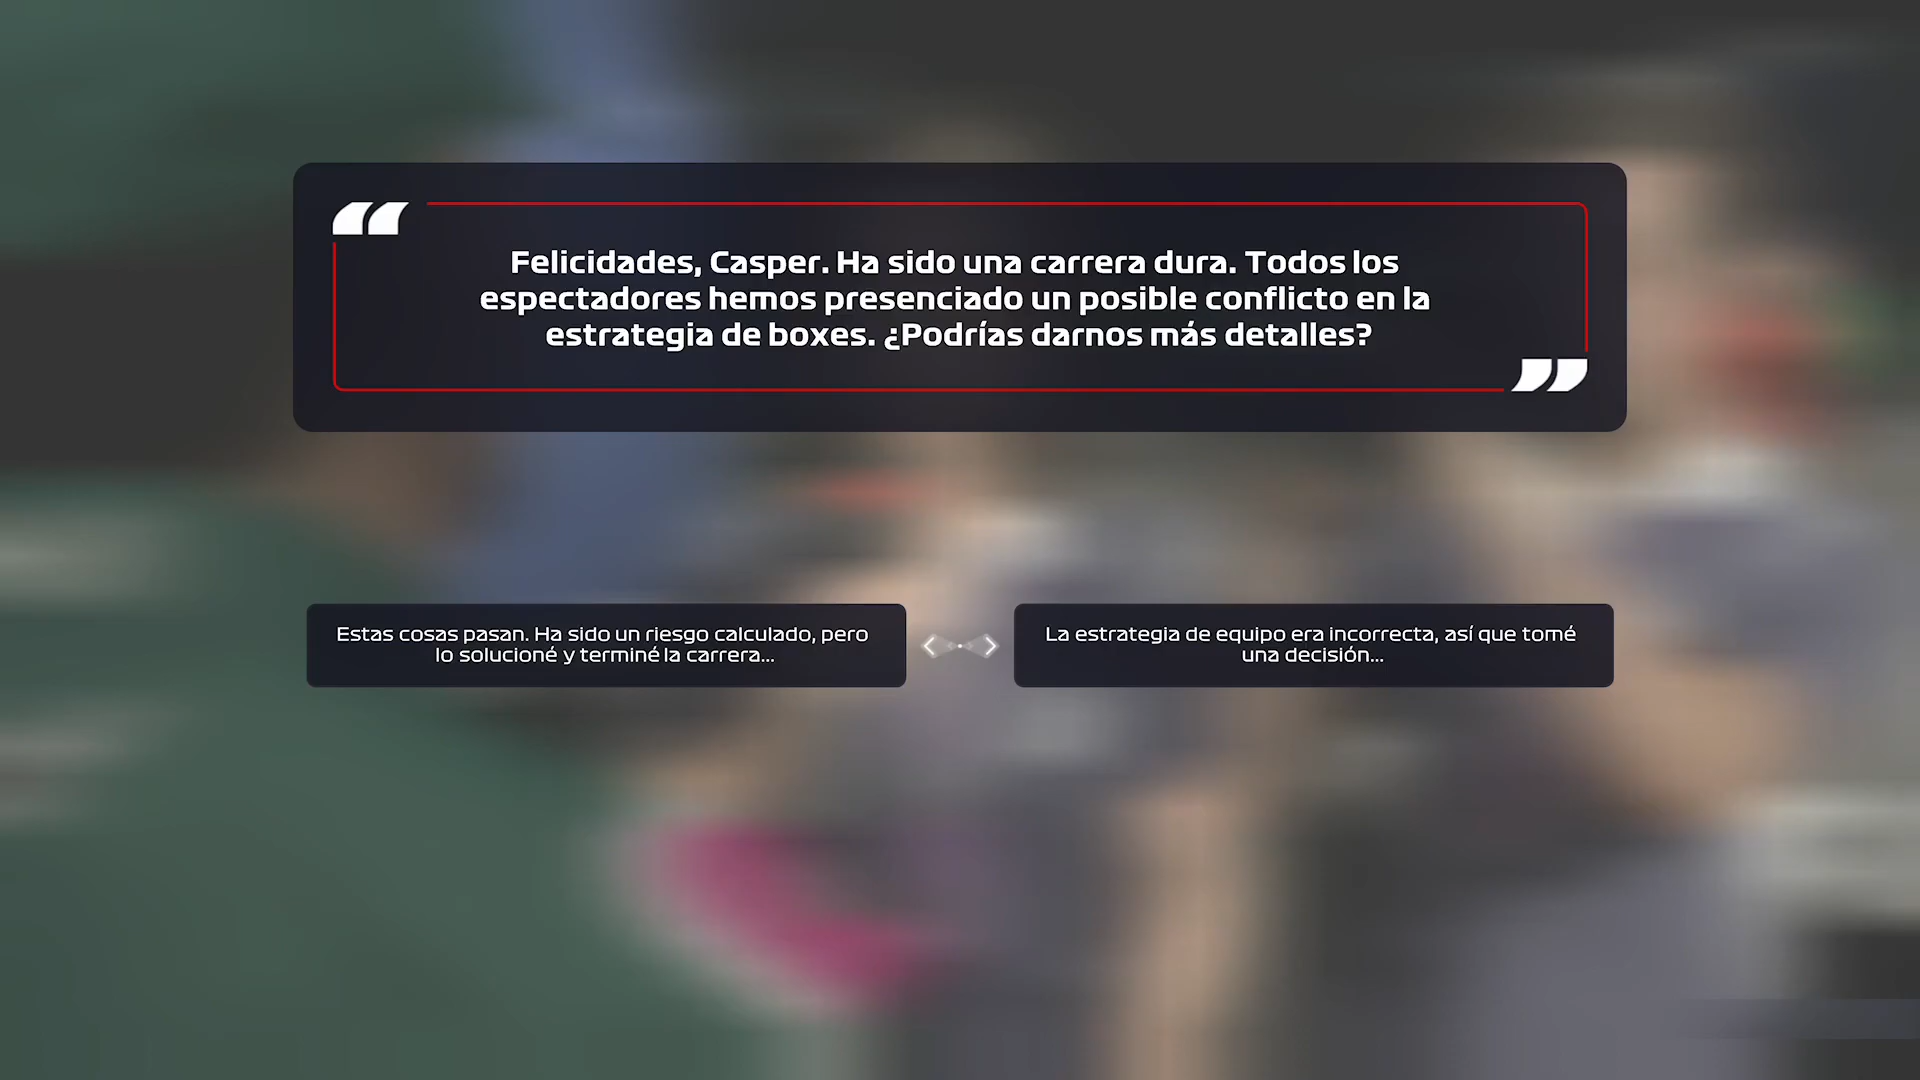 Felicidades, Casper. Ha sido una carrera dura. Todos los
espectadores hemos presenciado un posible conflicto en la
estrategia de boxes. ¿Podrías darnos más detalles?
Estas cosas pasan. Ha sido un riesgo calculado, pero
lo solucioné y terminé la carrera...
La estrategia de equipo era incorrecta, así que tomé
una decisión...